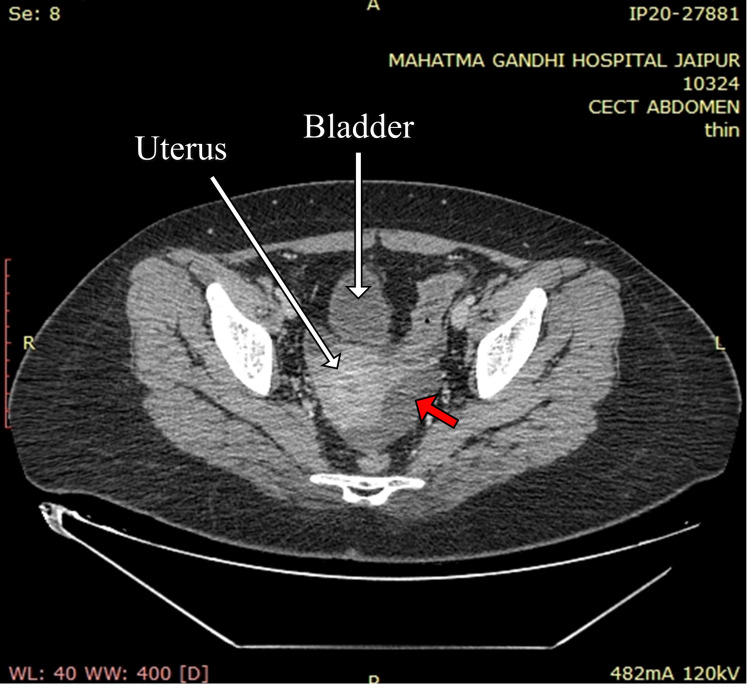 Se: 8
A
IP20-27881
MAHATMA GANDHI HOSPITAL JAIPUR
10324
CECT ABDOMEN
thin
Bladder
Uterus
R
L
WL: 40 WW: 400 [D]
P
482mA 120kV